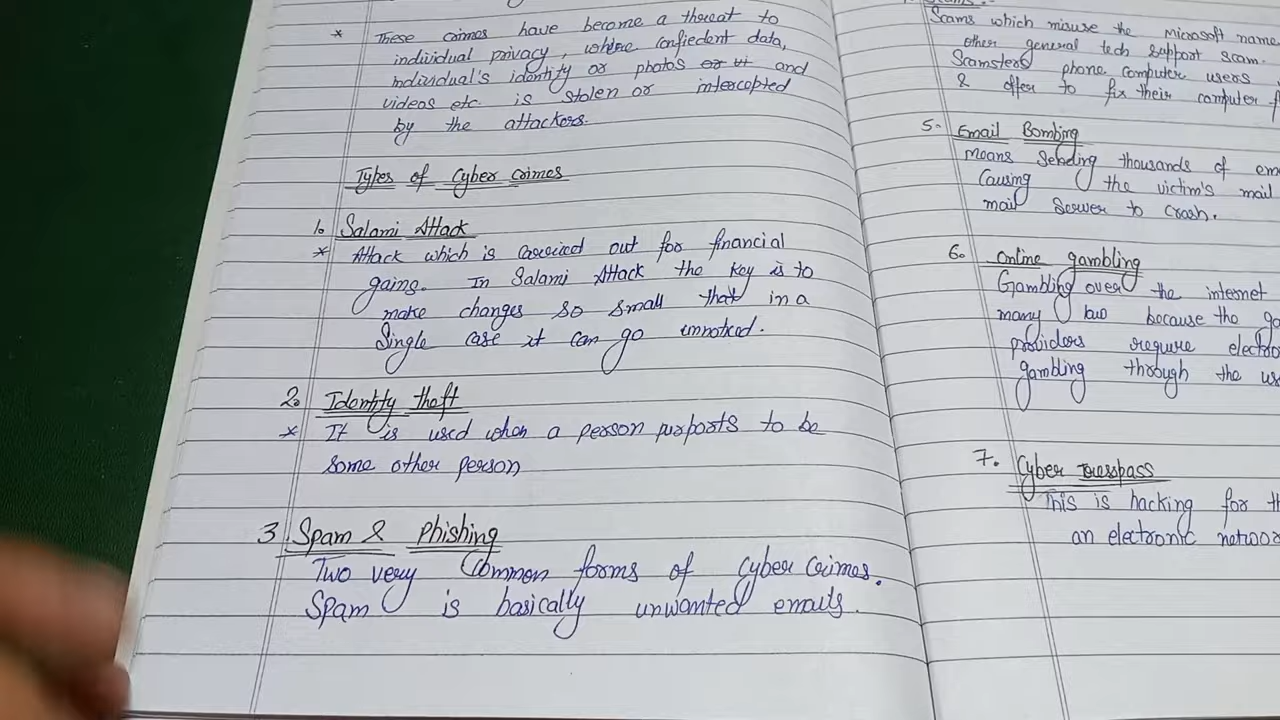 * These crimes have become a threat to
individual privacy, where confiedent data,
individual's identity or photos or vi and
videos etc. is stolen or intercepted
by the attackers.
Types of Cyber Crimes
1. Salami Attack
* Attack which is carried out for financial
gains. In Salami Attack the key is to
make changes so small that in a
Single case it can go unnoticed.
2. Identity theft
* It is used when a person purports to be
some other person
3 Spam & Phishing
Two very Common forms of Cyber Crimes.
Spam is basically unwanted emails.
Scams which misuse the microsoft name
other general tech support scam.
Scamsters phone computer users
& offer to fix their computer
5. Email Bombing
means Sending thousands of
Causing the victim's mail
mail Server to Crash.
6. Online gambling
Gambling over the internet
many because the
providers require
gambling through the
7. Cyber trespass
This is hacking for
an electronic